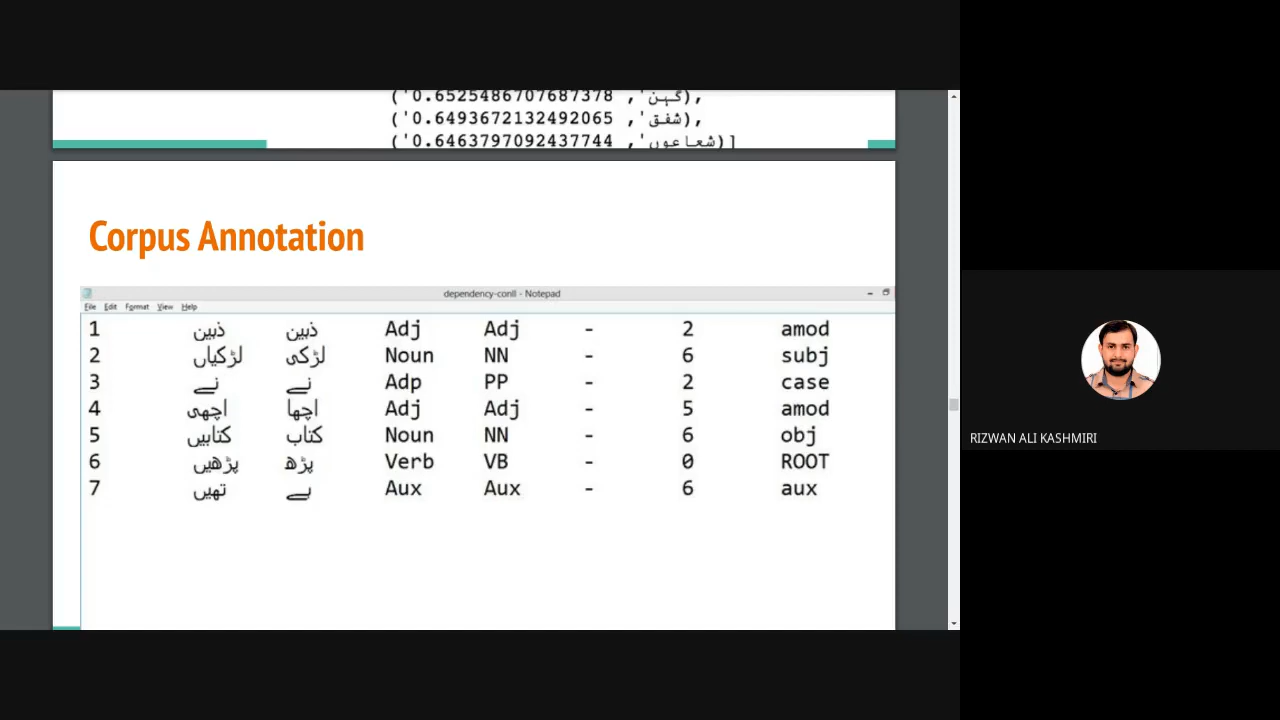 ('0.6525486707687378 ,'گہن),
('0.6493672132492065 ,'شفق),
('0.6463797092437744 ,'شعاعوں)]
Corpus Annotation
dependency-conll - Notepad
File Edit Format View Help
1 ذہین ذہین Adj Adj - 2 amod
2 لڑکیاں لڑکی Noun NN - 6 subj
3 نے نے Adp PP - 2 case
4 اچھی اچھا Adj Adj - 5 amod
5 کتابیں کتاب Noun NN - 6 obj
6 پڑھیں پڑھ Verb VB - 0 ROOT
7 تھیں ہے Aux Aux - 6 aux
RIZWAN ALI KASHMIRI